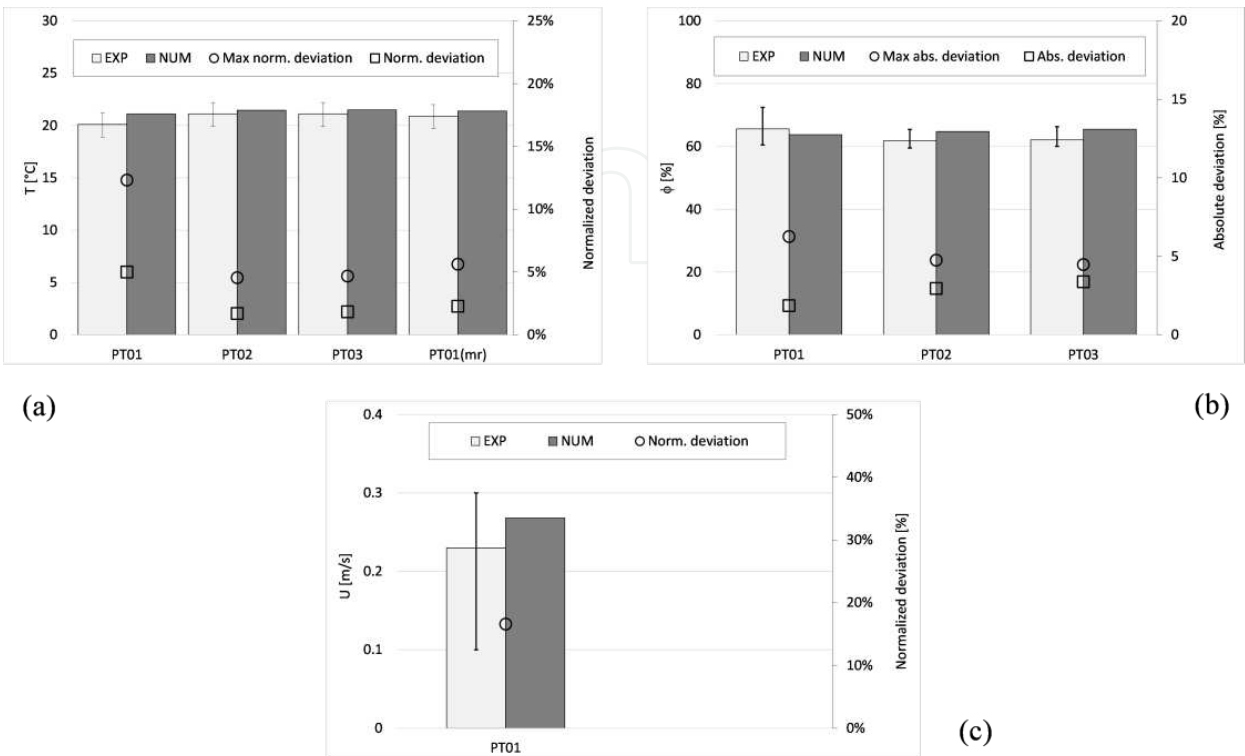 30
25
20
15
10
5
0
T [°C]
EXP NUM Max norm. deviation Norm. deviation
25%
20%
15%
10%
5%
0%
Normalized deviation
PT01 PT02 PT03 PT01(mr)
(a)
100
80
60
40
20
0
ϕ [%]
EXP NUM Max abs. deviation Abs. deviation
20
15
10
5
0
Absolute deviation [%]
PT01 PT02 PT03
(b)
0.4
0.3
0.2
0.1
0
U [m/s]
EXP NUM Norm. deviation
50%
40%
30%
20%
10%
0%
Normalized deviation [%]
PT01
(c)